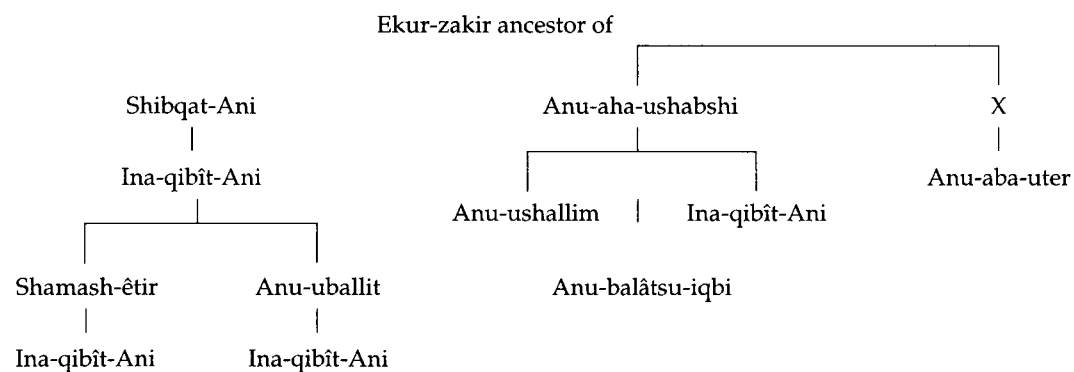 Ekur-zakir ancestor of
Shibqat-Ani Anu-aha-ushabshi X
Ina-qibît-Ani Anu-aba-uter
Anu-ushallim Ina-qibît-Ani
Shamash-êtir Anu-uballit Anu-balâtsu-iqbi
Ina-qibît-Ani Ina-qibît-Ani